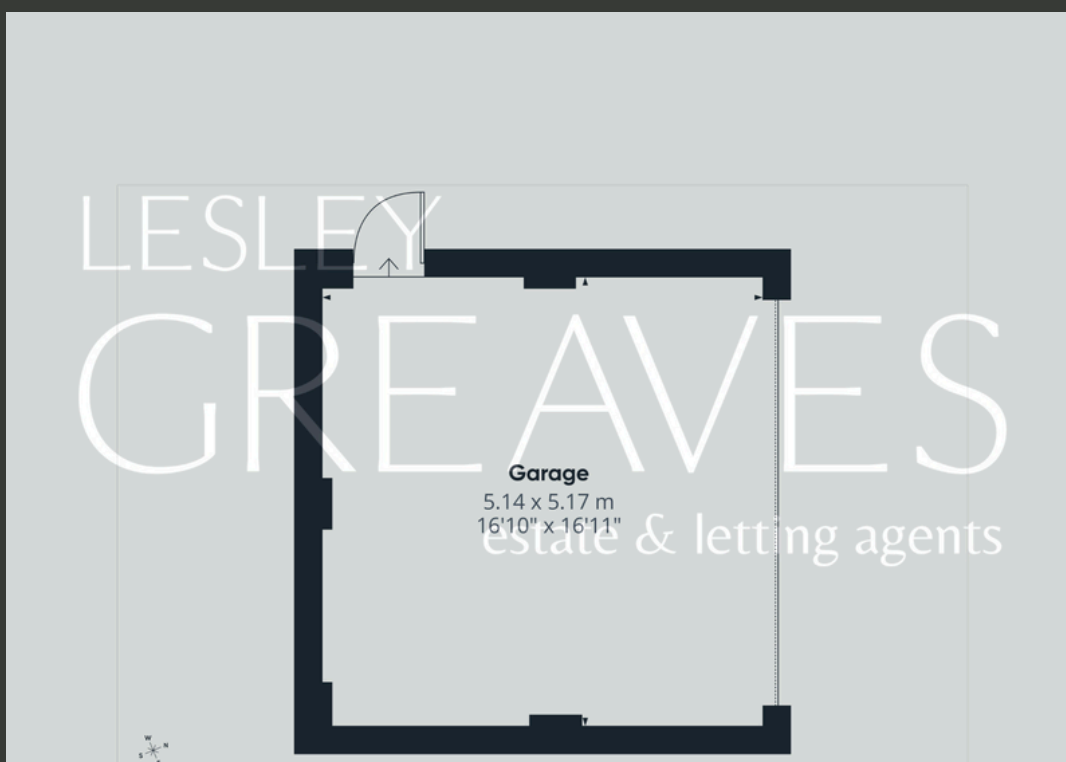 LESLEY
GREAVES
Garage
5.14 x 5.17 m
16'10" x 16'11"
estate & letting agents
W
N
S